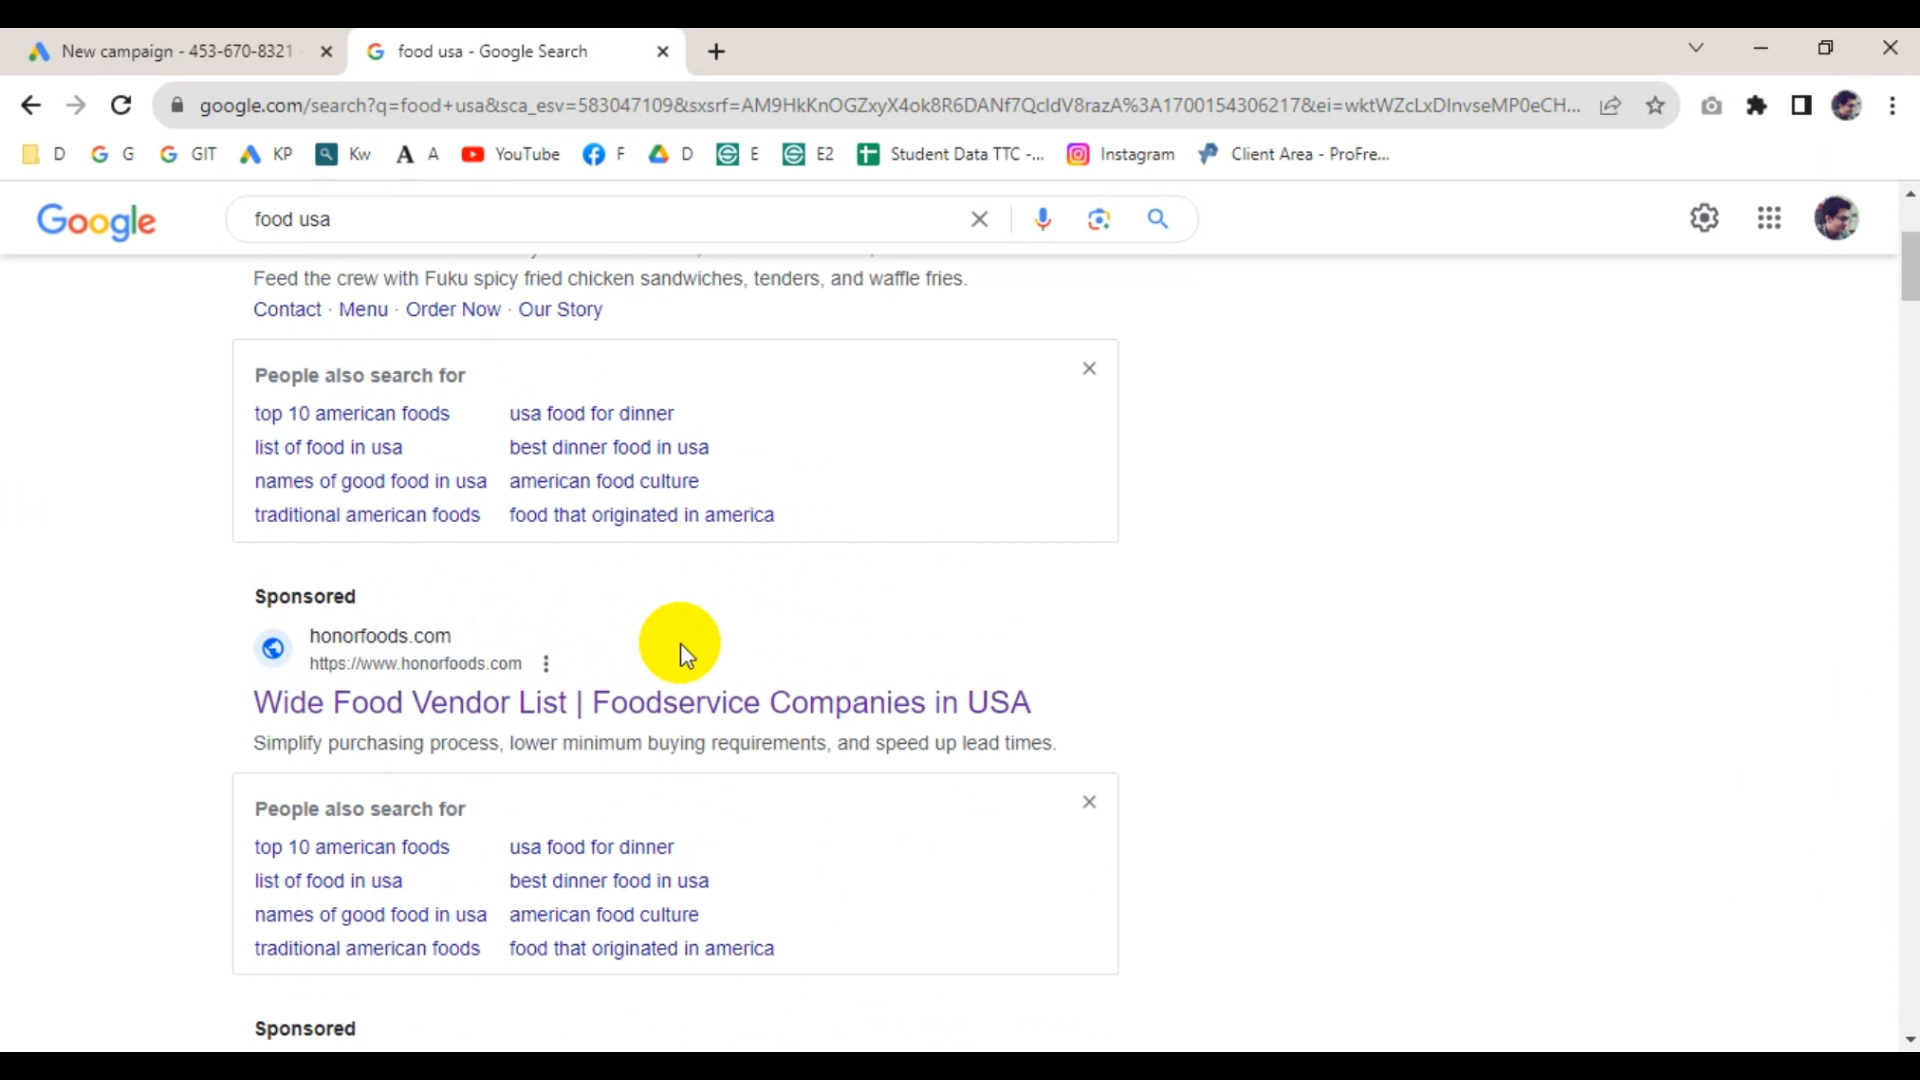 New campaign - 453-670-8321
food usa - Google Search
google.com/search?q=food+usa&sca_esv=583047109&sxsrf=AM9HkKnOGZxyX4ok8R6DANf7QcIdV8razA%3A1700154306217&ei=wktWZcLxDInvseMP0eCH...
D G GIT KP Kw A YouTube F D E E2 Student Data TTC -... Instagram Client Area - ProFre...
Google
food usa
Feed the crew with Fuku spicy fried chicken sandwiches, tenders, and waffle fries.
Contact · Menu · Order Now · Our Story
People also search for
top 10 american foods usa food for dinner
list of food in usa best dinner food in usa
names of good food in usa american food culture
traditional american foods food that originated in america
Sponsored
honorfoods.com
https://www.honorfoods.com
Wide Food Vendor List | Foodservice Companies in USA
Simplify purchasing process, lower minimum buying requirements, and speed up lead times.
People also search for
top 10 american foods usa food for dinner
list of food in usa best dinner food in usa
names of good food in usa american food culture
traditional american foods food that originated in america
Sponsored